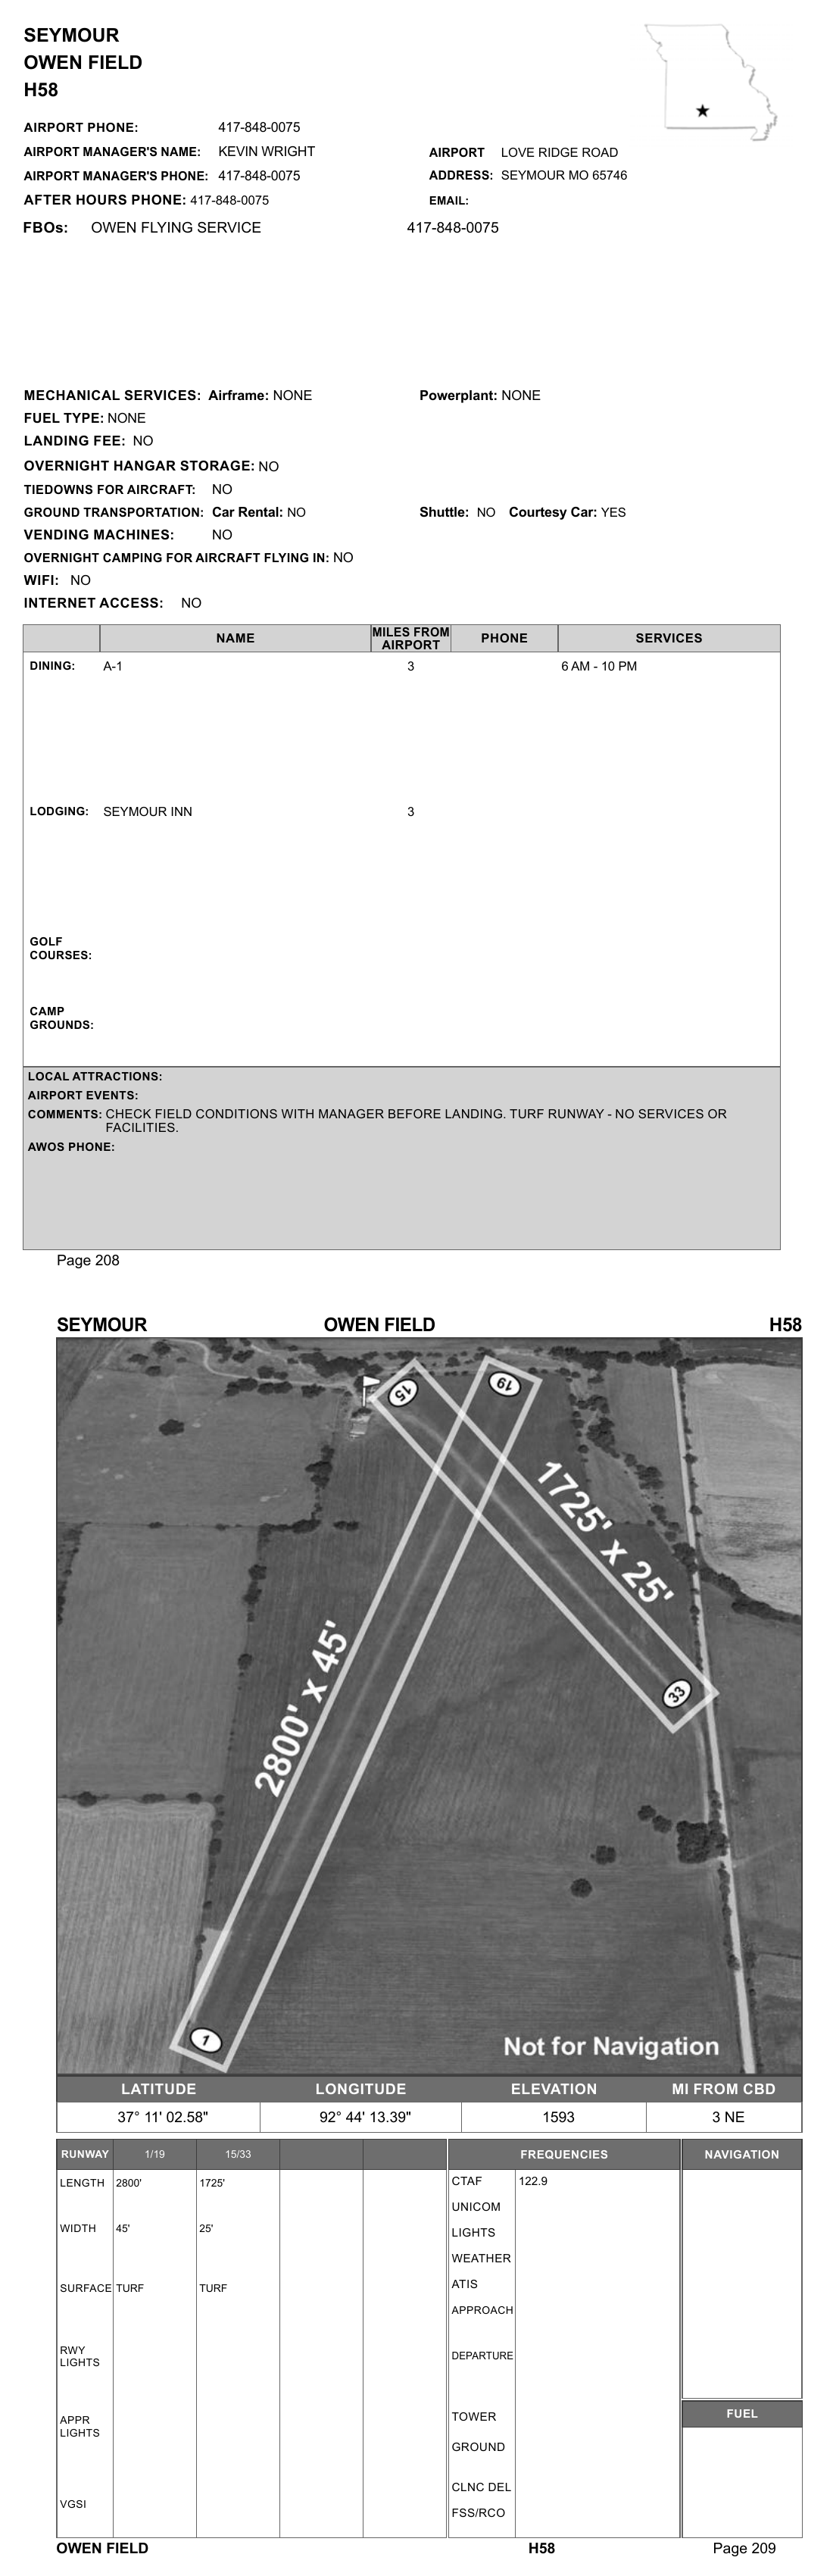 SEYMOUR
OWEN FIELD
H58
AIRPORT PHONE: 417-848-0075
AIRPORT MANAGER'S NAME: KEVIN WRIGHT
AIRPORT MANAGER'S PHONE: 417-848-0075
AFTER HOURS PHONE: 417-848-0075
AIRPORT LOVE RIDGE ROAD
ADDRESS: SEYMOUR MO 65746
EMAIL:
FBOs: OWEN FLYING SERVICE 417-848-0075
MECHANICAL SERVICES: Airframe: NONE Powerplant: NONE
FUEL TYPE: NONE
LANDING FEE: NO
OVERNIGHT HANGAR STORAGE: NO
TIEDOWNS FOR AIRCRAFT: NO
GROUND TRANSPORTATION: Car Rental: NO Shuttle: NO Courtesy Car: YES
VENDING MACHINES: NO
OVERNIGHT CAMPING FOR AIRCRAFT FLYING IN: NO
WIFI: NO
INTERNET ACCESS: NO
NAME MILES FROM AIRPORT PHONE SERVICES
DINING: A-1 3 6 AM - 10 PM
LODGING: SEYMOUR INN 3
GOLF
COURSES:
CAMP
GROUNDS:
LOCAL ATTRACTIONS:
AIRPORT EVENTS:
COMMENTS: CHECK FIELD CONDITIONS WITH MANAGER BEFORE LANDING. TURF RUNWAY - NO SERVICES OR
FACILITIES.
AWOS PHONE:
Page 208
SEYMOUR OWEN FIELD H58
15
19
1725' x 25'
2800' x 45'
33
1
Not for Navigation
LATITUDE LONGITUDE ELEVATION MI FROM CBD
37° 11' 02.58" 92° 44' 13.39" 1593 3 NE
RUNWAY 1/19 15/33
LENGTH 2800' 1725'
WIDTH 45' 25'
SURFACE TURF TURF
RWY
LIGHTS
APPR
LIGHTS
VGSI
FREQUENCIES
CTAF 122.9
UNICOM
LIGHTS
WEATHER
ATIS
APPROACH
DEPARTURE
TOWER
GROUND
CLNC DEL
FSS/RCO
NAVIGATION
FUEL
OWEN FIELD H58 Page 209